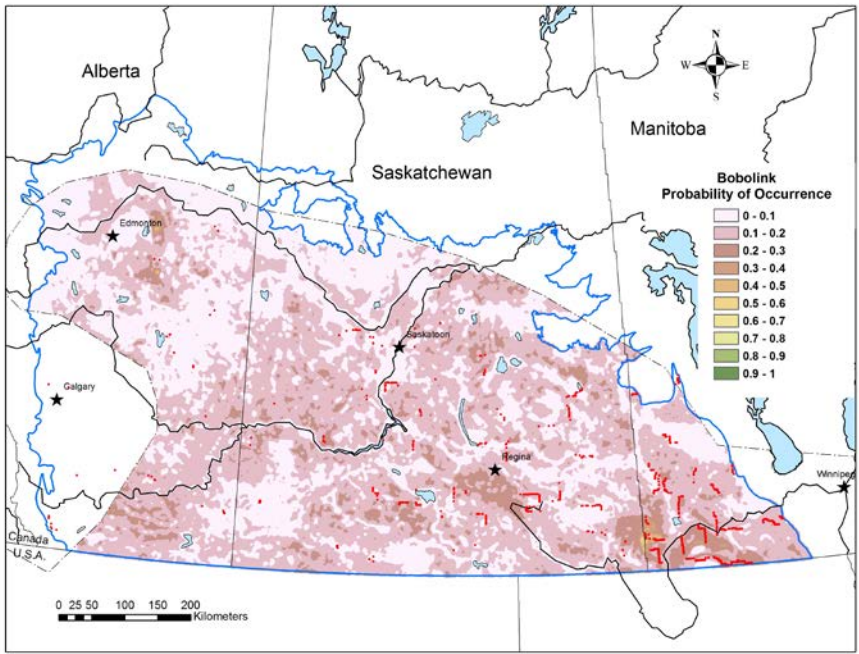 N
W E
S
Alberta
Manitoba
Saskatchewan
Bobolink
Probability of Occurrence
0 - 0.1
0.1 - 0.2
0.2 - 0.3
0.3 - 0.4
0.4 - 0.5
0.5 - 0.6
0.6 - 0.7
0.7 - 0.8
0.8 - 0.9
0.9 - 1
Edmonton
Saskatoon
Calgary
Regina
Winnipe
Canada
U.S.A.
0 25 50 100 150 200
Kilometers